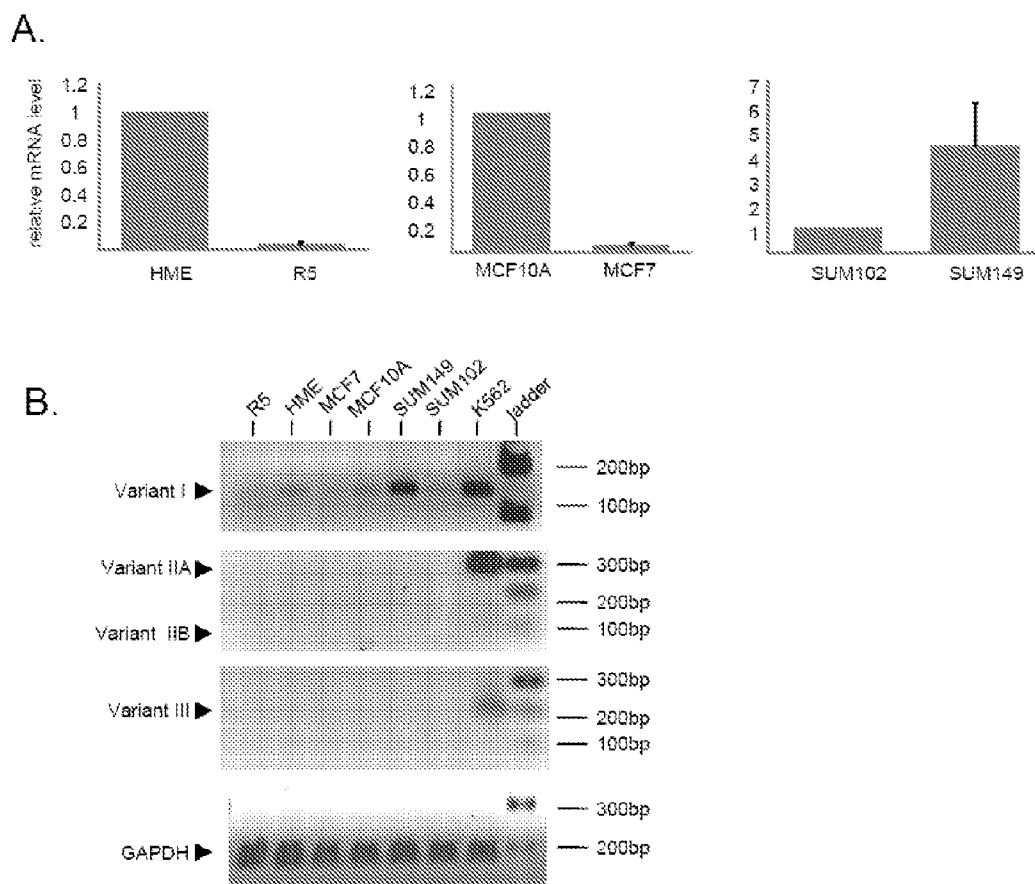 A.
relative mRNA level
1.2
1
0.8
0.6
0.4
0.2
HME R5
1.2
1
0.8
0.6
0.4
0.2
MCF10A MCF7
7
6
5
4
3
2
1
SUM102 SUM149
B.
R5 HME MCF7 MCF10A SUM149 SUM102 K562 ladder
Variant I
200bp
100bp
Variant IIA
Variant IIB
300bp
200bp
100bp
Variant III
300bp
200bp
100bp
GAPDH
300bp
200bp